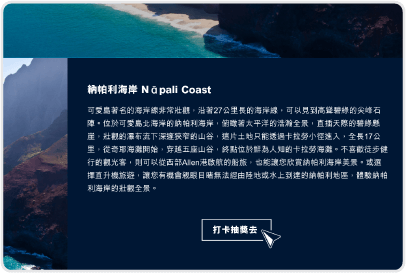 納帕利海岸 Nāpali Coast
可愛島著名的海岸線非常壯觀，沿著27公里長的海岸線，可以見到高聳碧綠的尖峰石
陣。位於可愛島北海岸的納帕利海岸，俯瞰著太平洋的浩瀚全景，直插天際的碧綠懸
崖，壯觀的瀑布流下深邃狹窄的山谷，這片土地只能透過卡拉勞小徑進入，全長17公
里，從奇耶海灘開始，穿越五座山谷，終點位於鮮為人知的卡拉勞海灘。不喜歡徒步健
行的觀光客，則可以從西部Allen港啟航的船旅，也能讓您欣賞納帕利海岸美景。或選
擇直升機旅遊，讓您有機會親眼目睹無法經由陸地或水上到達的納帕利地區，體驗納帕
利海岸的壯觀全景。
打卡抽獎去